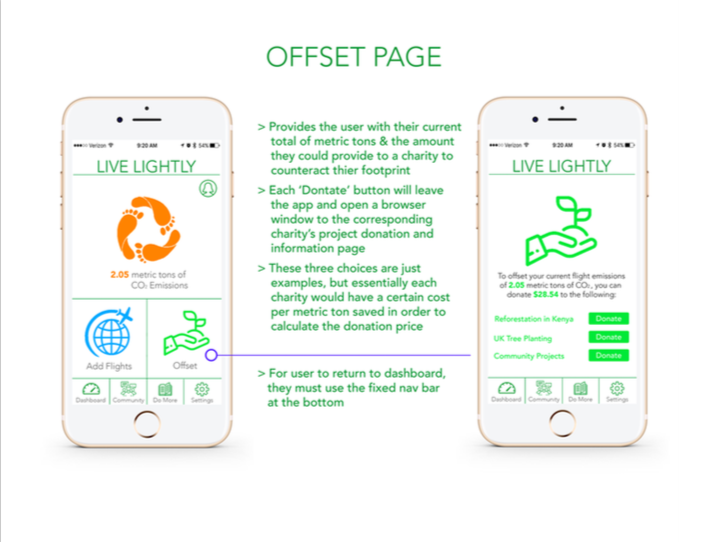 OFFSET PAGE
Verizon 9:20 AM 54%
LIVE LIGHTLY
2.05 metric tons of
CO₂ Emissions
Add Flights
Offset
Dashboard
Community
Do More
Settings
> Provides the user with their current
total of metric tons & the amount
they could provide to a charity to
counteract thier footprint
> Each ‘Dontate’ button will leave
the app and open a browser
window to the corresponding
charity’s project donation and
information page
> These three choices are just
examples, but essentially each
charity would have a certain cost
per metric ton saved in order to
calculate the donation price
> For user to return to dashboard,
they must use the fixed nav bar
at the bottom
Verizon 9:20 AM 54%
LIVE LIGHTLY
To offset your current flight emissions
of 2.05 metric tons of CO₂, you can
donate $28.54 to the following:
Reforestation in Kenya Donate
UK Tree Planting Donate
Community Projects Donate
Dashboard
Community
Do More
Settings